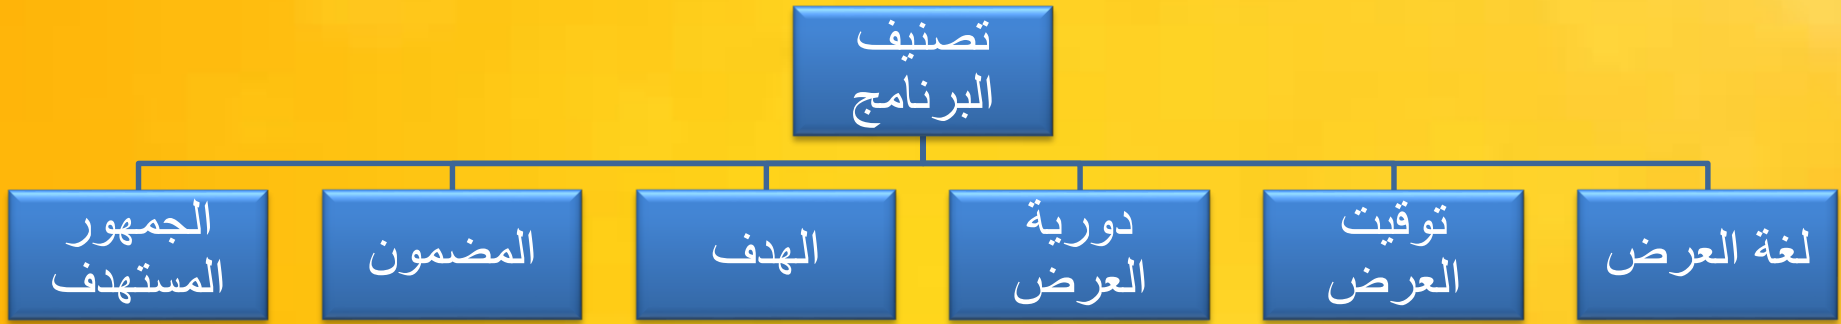 تصنيف
البرنامج
لغة العرض
توقيت
العرض
دورية
العرض
الهدف
المضمون
الجمهور
المستهدف